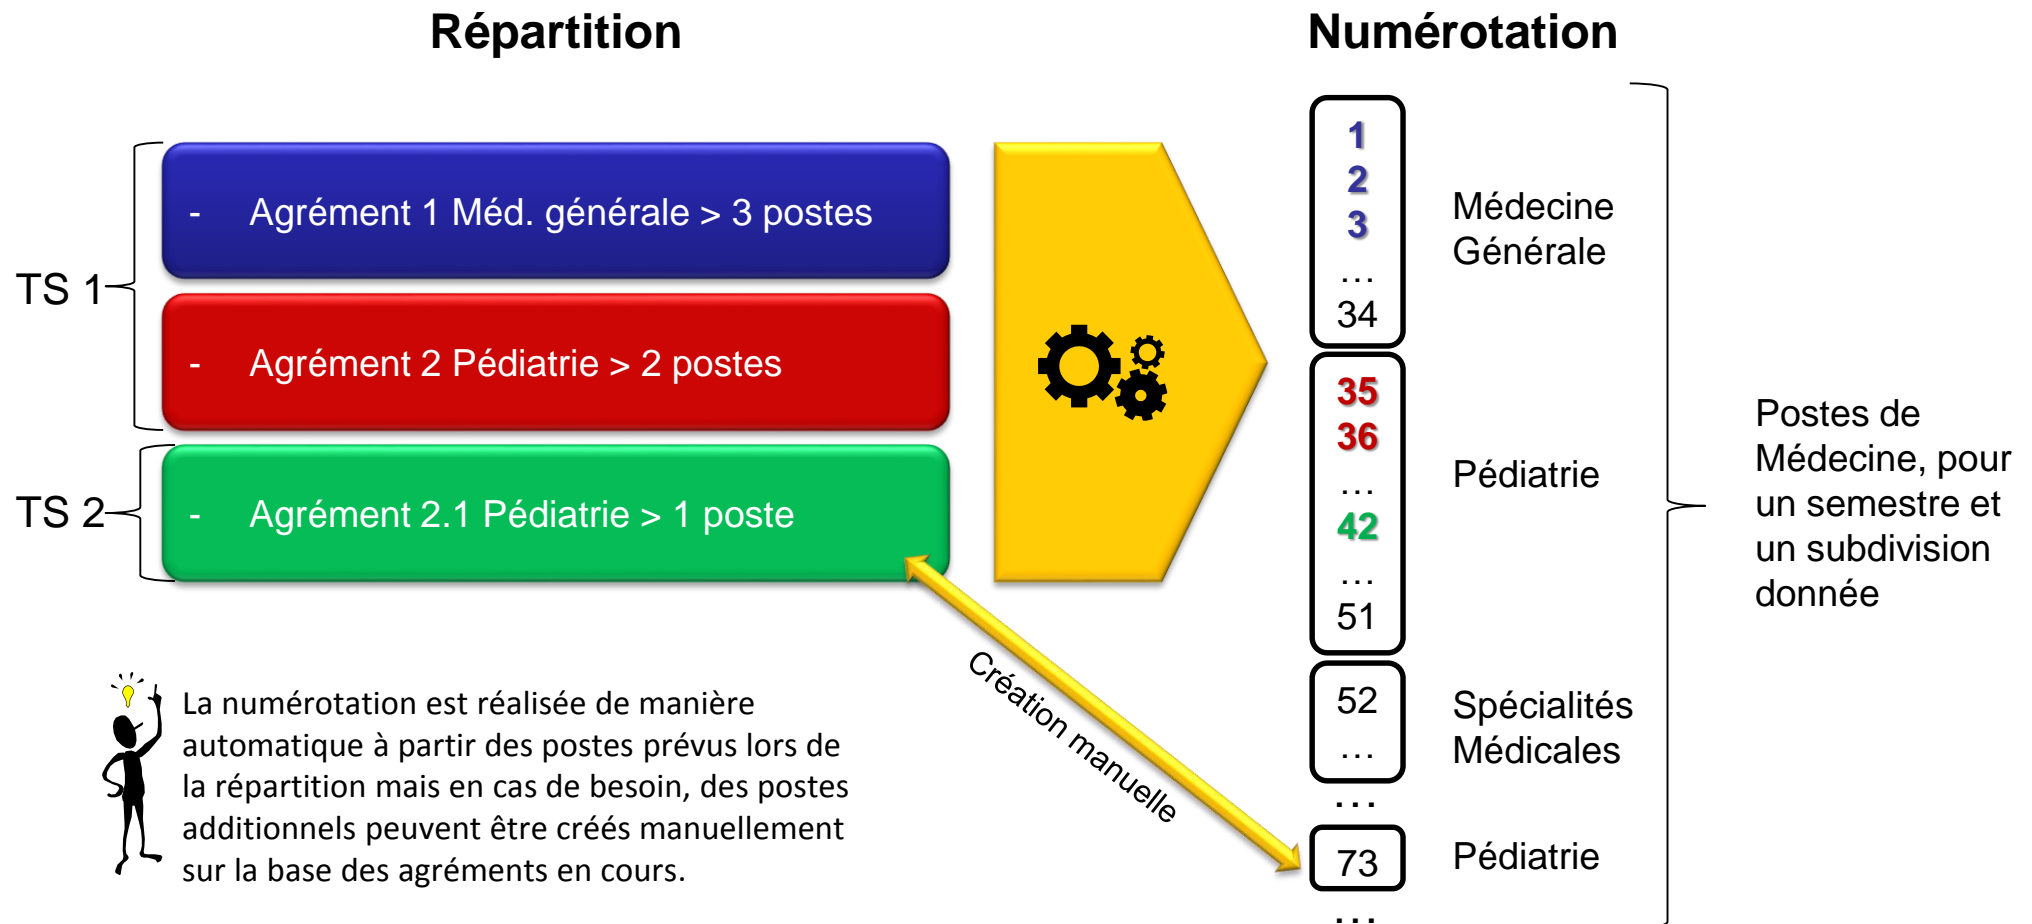 Répartition
Numérotation
TS 1
- Agrément 1 Méd. générale > 3 postes
- Agrément 2 Pédiatrie > 2 postes
TS 2
- Agrément 2.1 Pédiatrie > 1 poste
1
2
3
…
34
Médecine
Générale
35
36
…
42
…
51
Pédiatrie
52
…
Spécialités
Médicales
…
73
Pédiatrie
…
Postes de
Médecine, pour
un semestre et
un subdivision
donnée
Création manuelle
La numérotation est réalisée de manière
automatique à partir des postes prévus lors de
la répartition mais en cas de besoin, des postes
additionnels peuvent être créés manuellement
sur la base des agréments en cours.